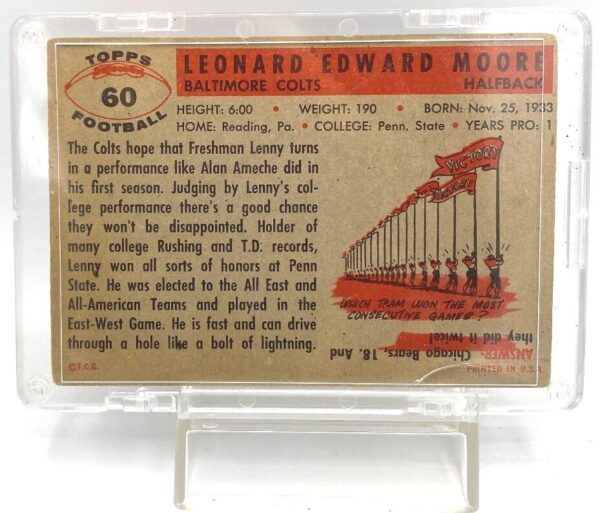 TOPPS
60
FOOTBALL
LEONARD EDWARD MOORE
BALTIMORE COLTS HALFBACK
HEIGHT: 6:00 • WEIGHT: 190 • BORN: Nov. 25, 1933
HOME: Reading, Pa. • COLLEGE: Penn. State • YEARS PRO: 1
The Colts hope that Freshman Lenny turns
in a performance like Alan Ameche did in
his first season. Judging by Lenny's col-
lege performance there's a good chance
they won't be disappointed. Holder of
many college Rushing and T.D. records,
Lenny won all sorts of honors at Penn
State. He was elected to the All East and
All-American Teams and played in the
East-West Game. He is fast and can drive
through a hole like a bolt of lightning.
©T.C.G.
VICTORY
VICTORY
WHICH TEAM WON THE MOST
CONSECUTIVE GAMES?
ANSWER: Chicago Bears, 18. And
they did it twice!
PRINTED IN U.S.A.